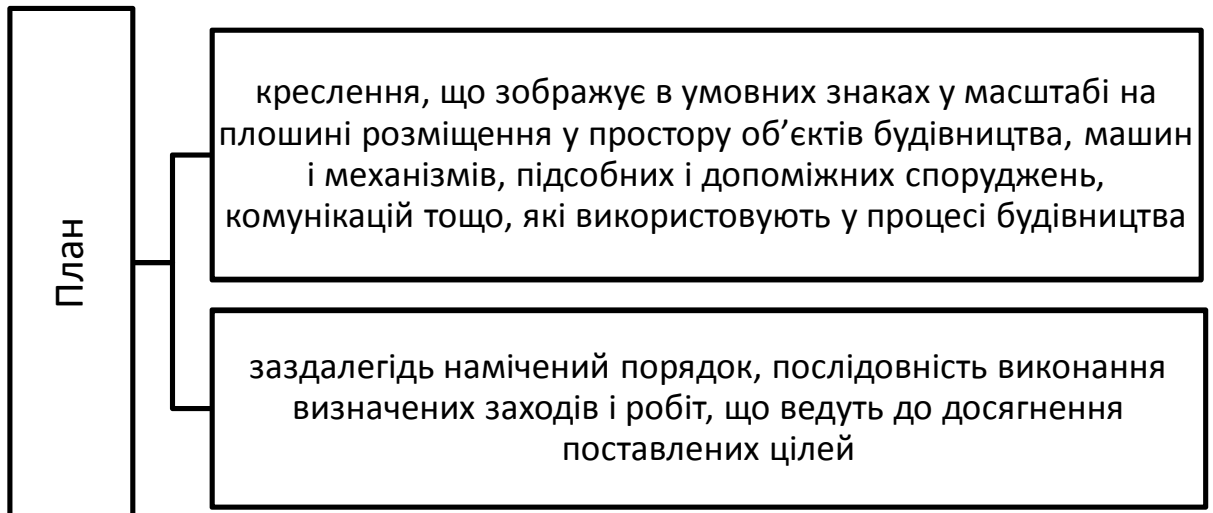 План
креслення, що зображує в умовних знаках у масштабі на
площині розміщення у простору об’єктів будівництва, машин
і механізмів, підсобних і допоміжних споруджень,
комунікацій тощо, які використовують у процесі будівництва
заздалегідь намічений порядок, послідовність виконання
визначених заходів і робіт, що ведуть до досягнення
поставлених цілей